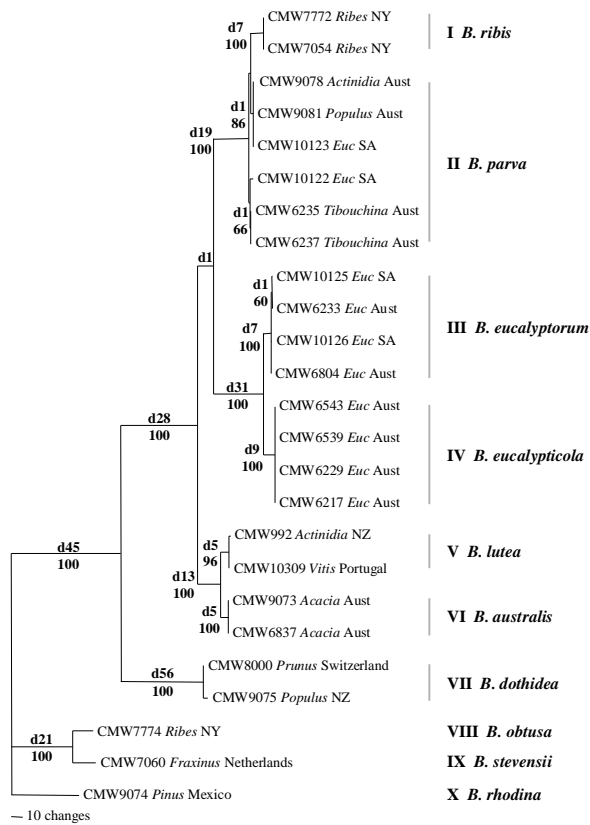 CMW7772 Ribes NY
d7
I B. ribis
100
CMW7054 Ribes NY
CMW9078 Actinidia Aust
d1
CMW9081 Populus Aust
86
d19
100
CMW10123 Euc SA
II B. parva
CMW10122 Euc SA
d1
CMW6235 Tibouchina Aust
66
CMW6237 Tibouchina Aust
d1
CMW10125 Euc SA
d1
60
CMW6233 Euc Aust
III B. eucalyptorum
d7
CMW10126 Euc SA
100
CMW6804 Euc Aust
d31
100
CMW6543 Euc Aust
d28
100
CMW6539 Euc Aust
d9
IV B. eucalypticola
100
CMW6229 Euc Aust
CMW6217 Euc Aust
CMW992 Actinidia NZ
d5
V B. lutea
96
CMW10309 Vitis Portugal
d45
100
d13
100
CMW9073 Acacia Aust
d5
VI B. australis
100
CMW6837 Acacia Aust
CMW8000 Prunus Switzerland
d56
VII B. dothidea
100
CMW9075 Populus NZ
CMW7774 Ribes NY
VIII B. obtusa
d21
100
CMW7060 Fraxinus Netherlands
IX B. stevensii
CMW9074 Pinus Mexico
X B. rhodina
10 changes